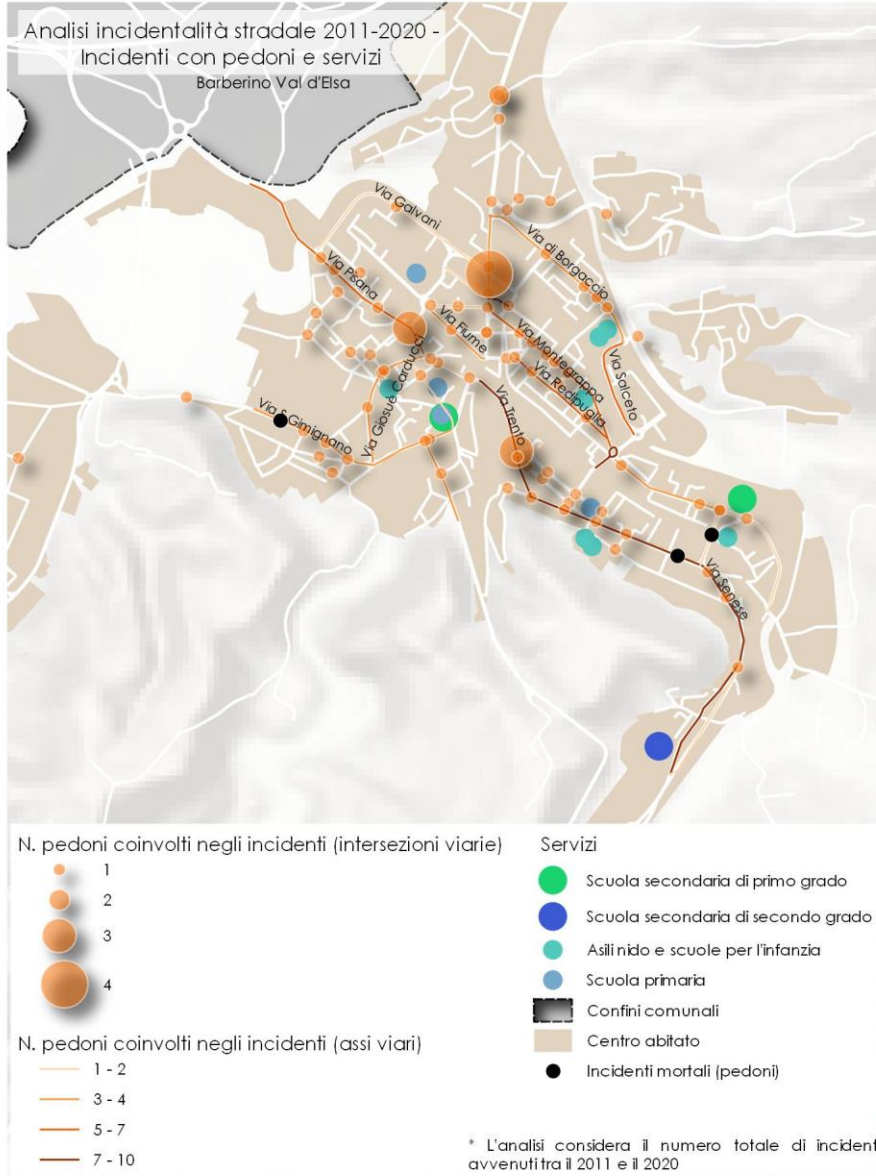 Analisi incidentalità stradale 2011-2020 -
Incidenti con pedoni e servizi
Barberino Val d'Elsa
Via Galvani
Via di Borgaccio
Via Pisana
Via Fiume
Via Montegrappa
Via Redipuglia
Via Salceto
Via Giosuè Carducci
Via S.Gimignano
Via Trento
Via Senese
N. pedoni coinvolti negli incidenti (intersezioni viarie)
1
2
3
4
N. pedoni coinvolti negli incidenti (assi viari)
1 - 2
3 - 4
5 - 7
7 - 10
Servizi
Scuola secondaria di primo grado
Scuola secondaria di secondo grado
Asili nido e scuole per l'infanzia
Scuola primaria
Confini comunali
Centro abitato
Incidenti mortali (pedoni)
* L'analisi considera il numero totale di incident
avvenuti tra il 2011 e il 2020